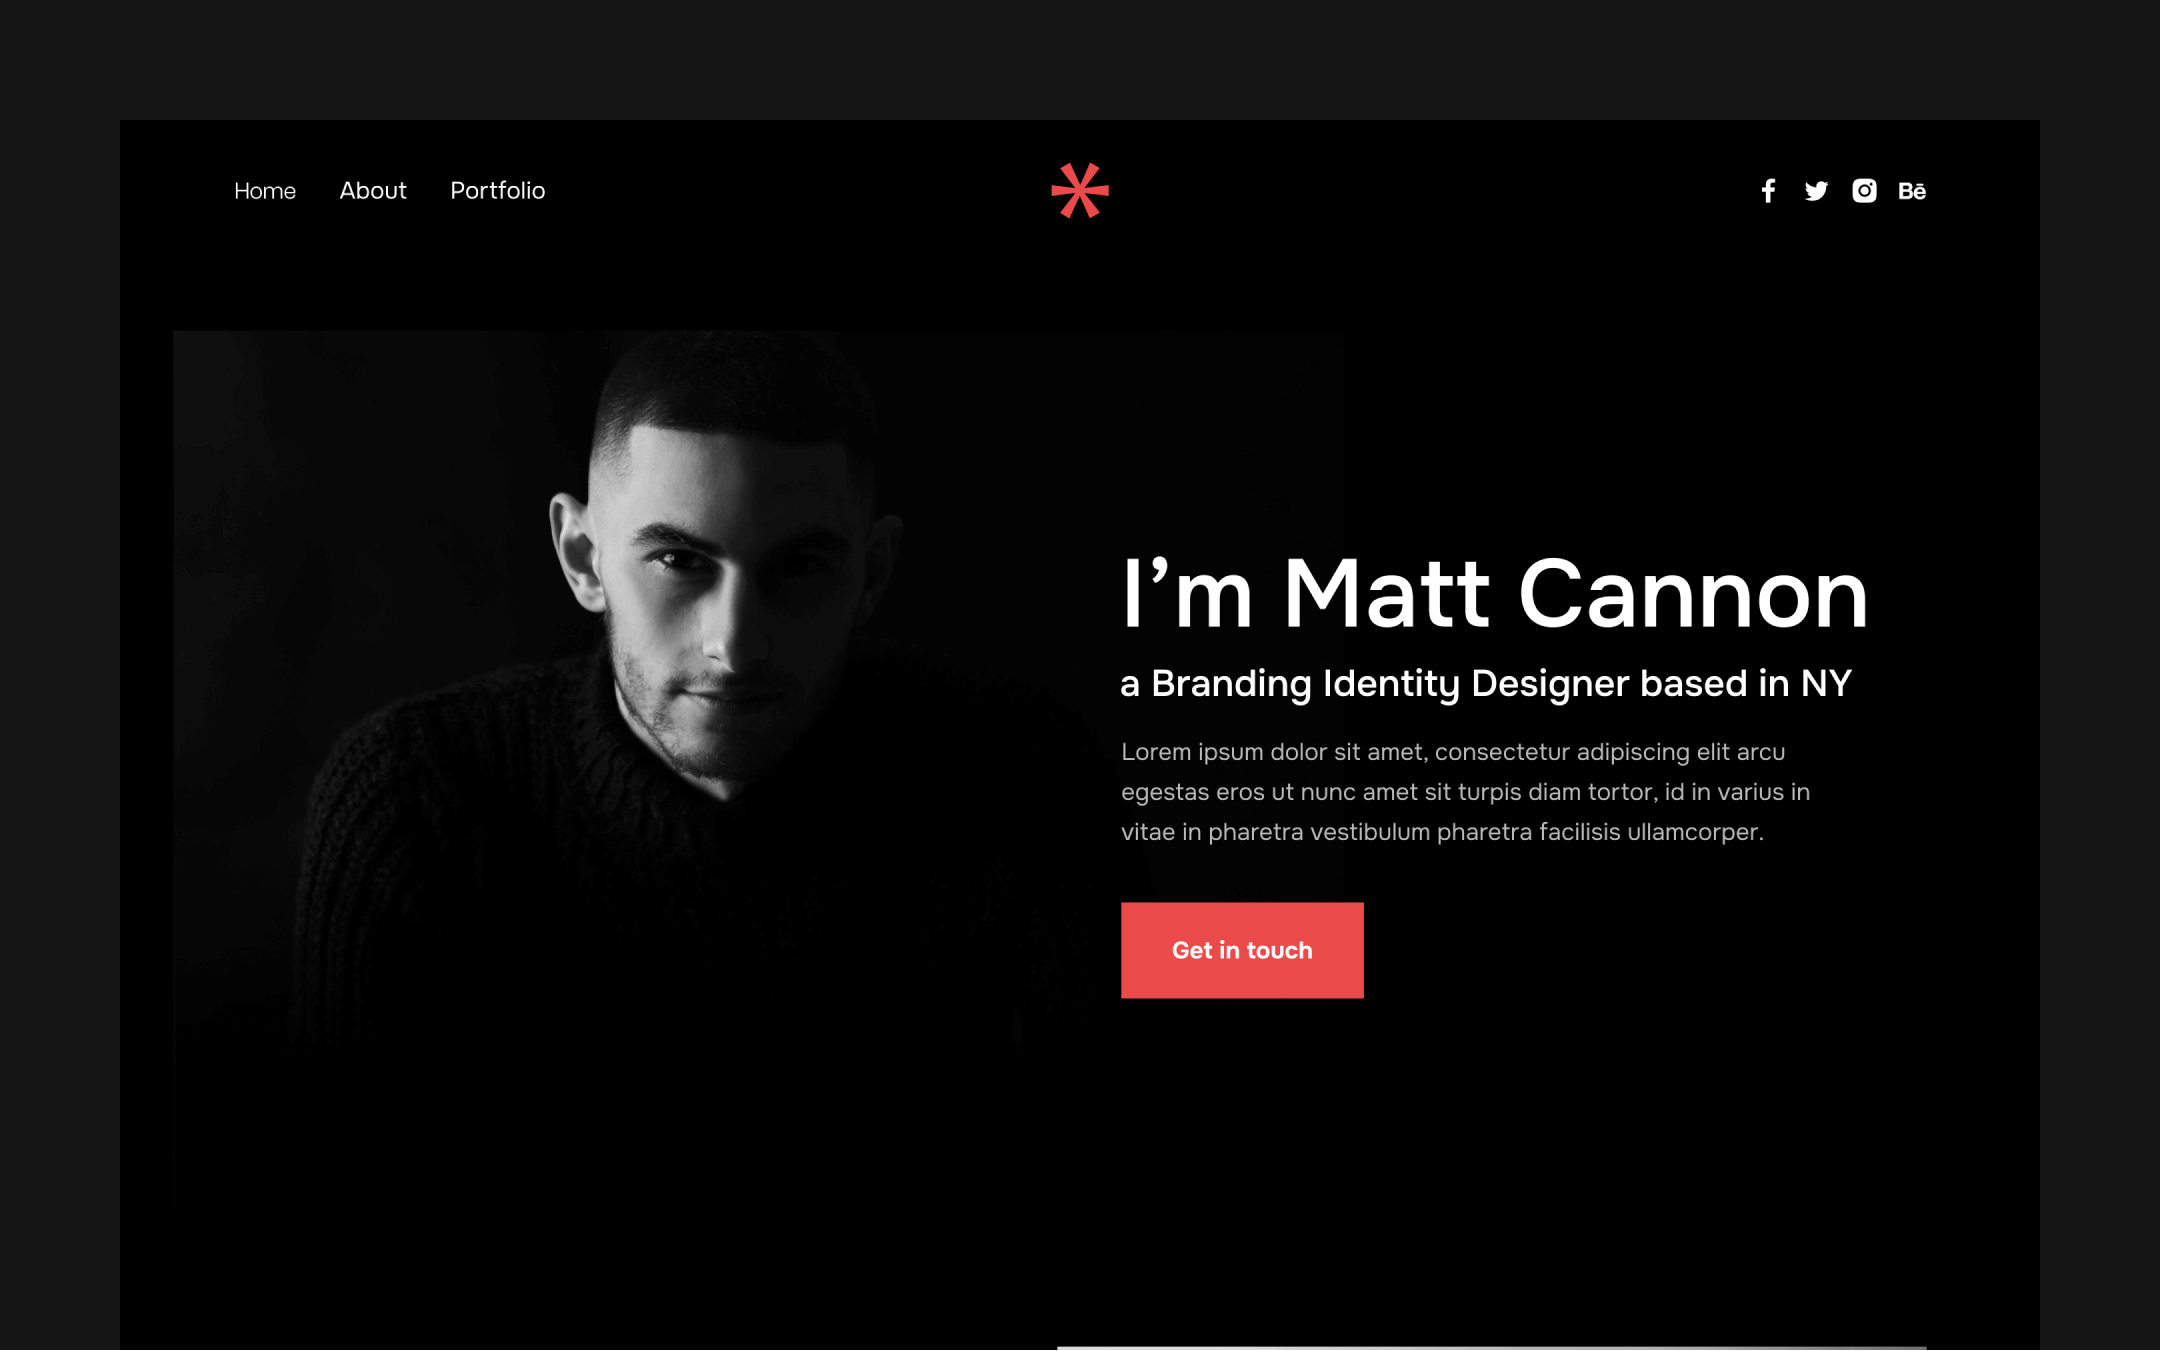 Home About Portfolio Bē
I’m Matt Cannon
a Branding Identity Designer based in NY
Lorem ipsum dolor sit amet, consectetur adipiscing elit arcu
egestas eros ut nunc amet sit turpis diam tortor, id in varius in
vitae in pharetra vestibulum pharetra facilisis ullamcorper.
Get in touch